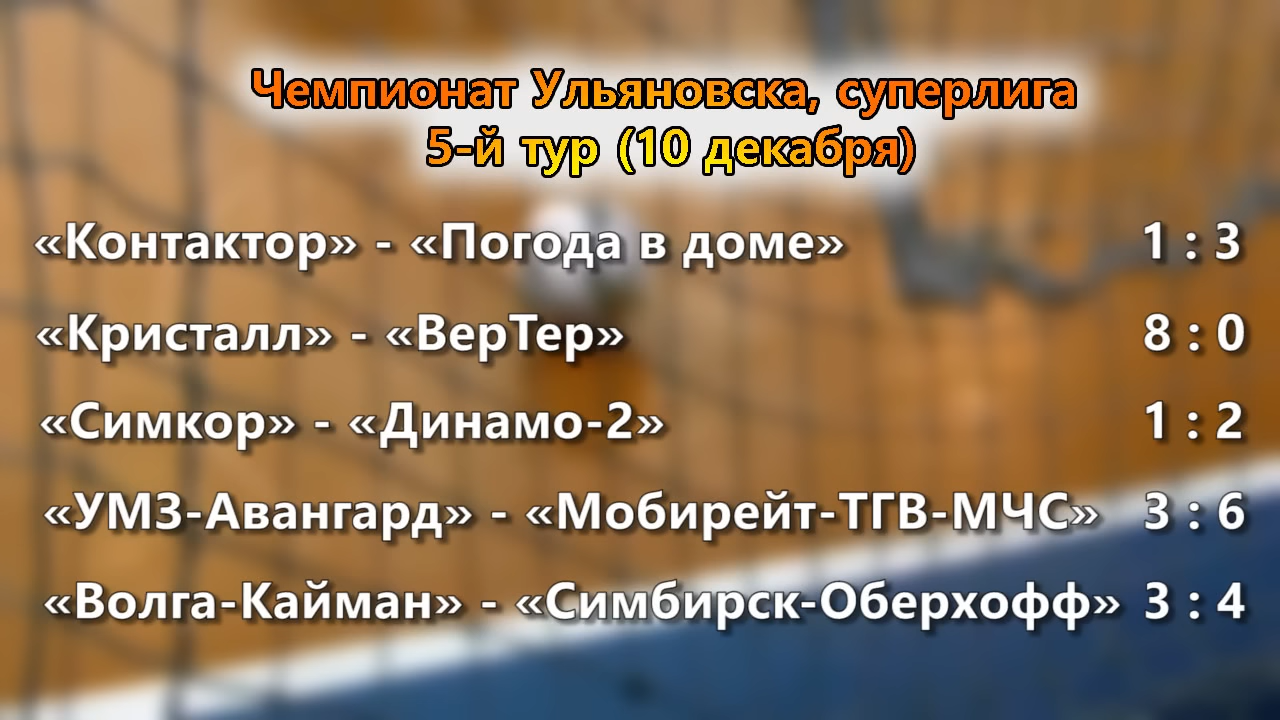 Чемпионат Ульяновска, суперлига
5-й тур (10 декабря)
«Контактор» - «Погода в доме» 1 : 3
«Кристалл» - «ВерТер» 8 : 0
«Симкор» - «Динамо-2» 1 : 2
«УМЗ-Авангард» - «Мобирейт-ТГВ-МЧС» 3 : 6
«Волга-Кайман» - «Симбирск-Оберхофф» 3 : 4